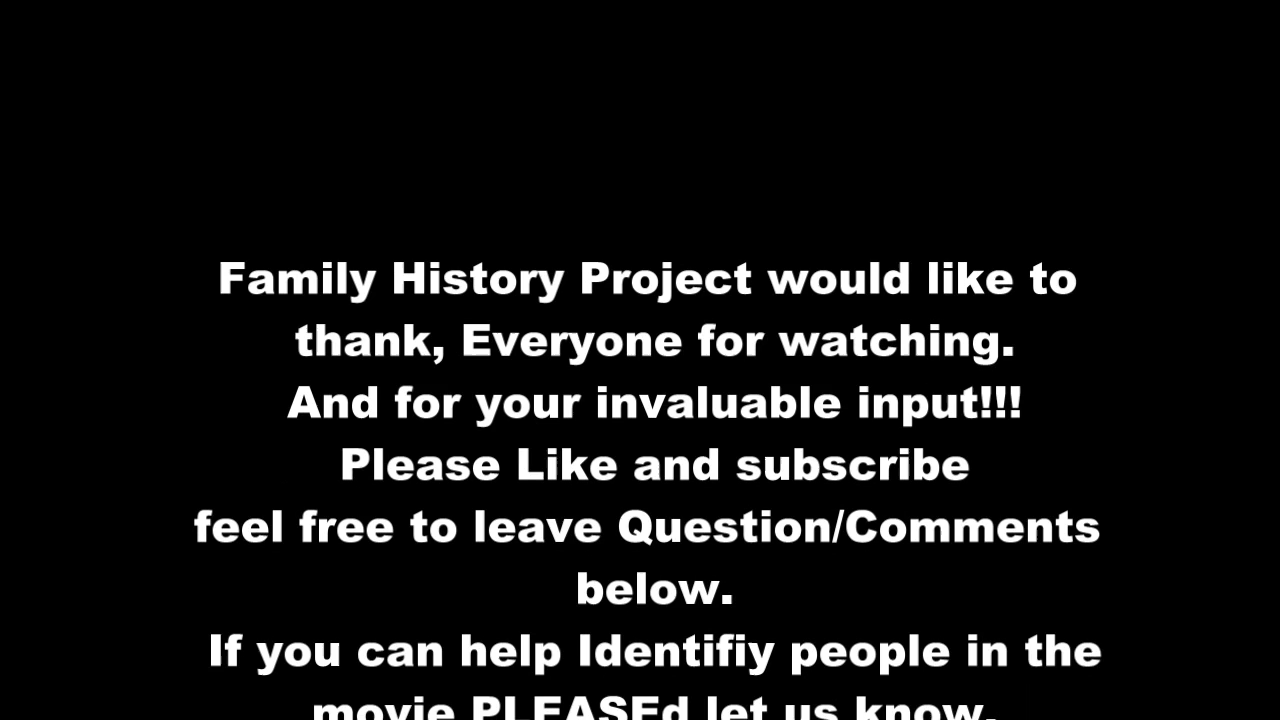 Family History Project would like to
thank, Everyone for watching.
And for your invaluable input!!!
Please Like and subscribe
feel free to leave Question/Comments
below.
If you can help Identifiy people in the
movie PLEASEd let us know.